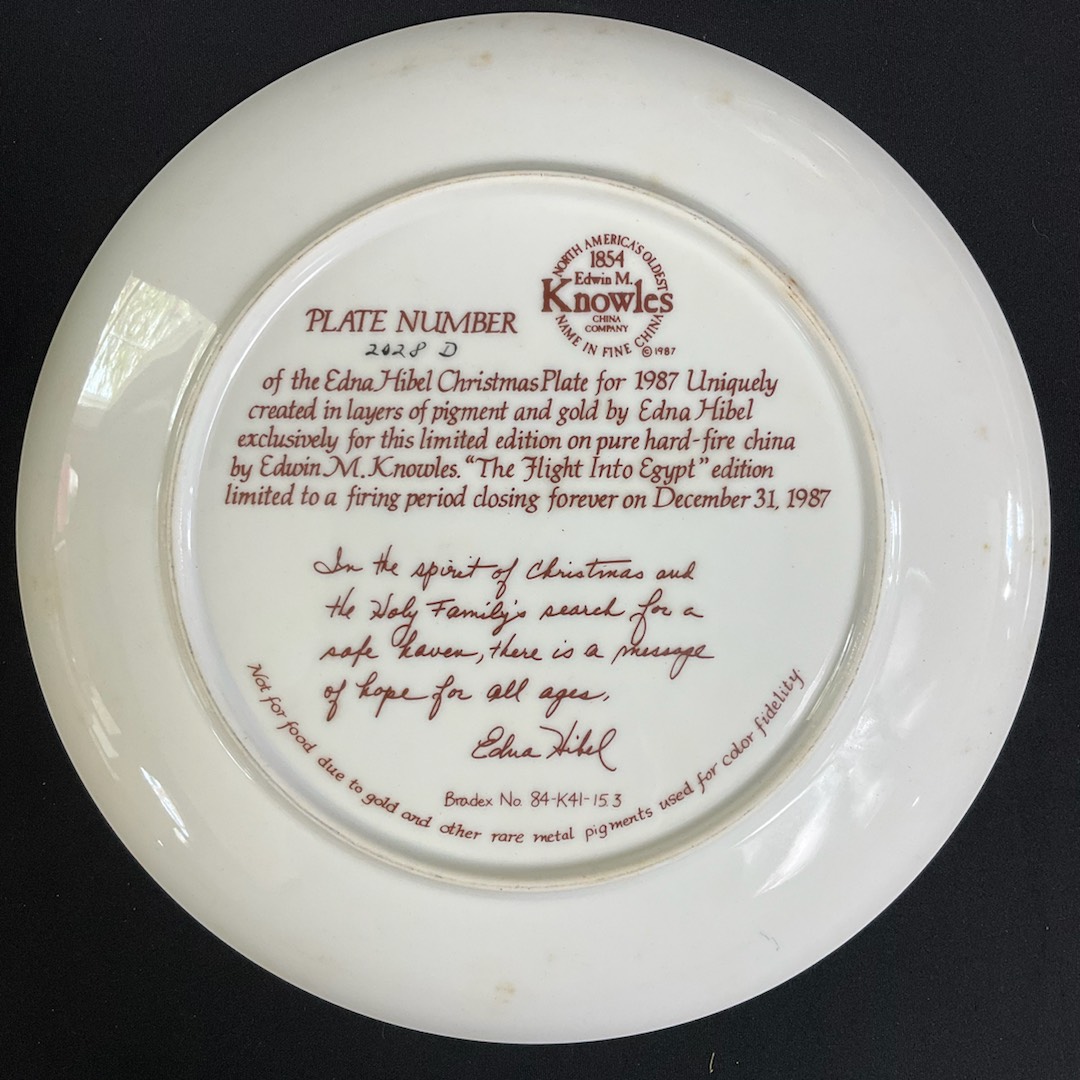 NORTH AMERICA'S OLDEST
1854
Edwin M.
Knowles
CHINA
COMPANY
NAME IN FINE CHINA
©1987
PLATE NUMBER
2028 D
of the Edna Hibel Christmas Plate for 1987 Uniquely
created in layers of pigment and gold by Edna Hibel
exclusively for this limited edition on pure hard-fire china
by Edwin M. Knowles. "The Flight Into Egypt" edition
limited to a firing period closing forever on December 31, 1987
In the spirit of Christmas and
the Holy Family's search for a
safe haven, there is a message
of hope for all ages.
Edna Hibel
Bradex No. 84-K41-15.3
Not for food due to gold and other rare metal pigments used for color fidelity.